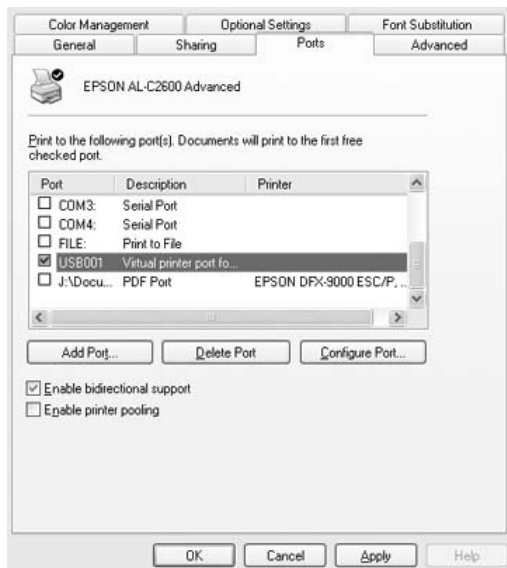 Color Management Optional Settings Font Substitution
General Sharing Ports Advanced
EPSON AL-C2600 Advanced
Print to the following port(s). Documents will print to the first free
checked port.
Port Description Printer
COM3: Serial Port
COM4: Serial Port
FILE: Print to File
USB001 Virtual printer port fo...
J:\Docu... PDF Port EPSON DFX-9000 ESC/P, ...
Add Port... Delete Port Configure Port...
Enable bidirectional support
Enable printer pooling
OK Cancel Apply Help